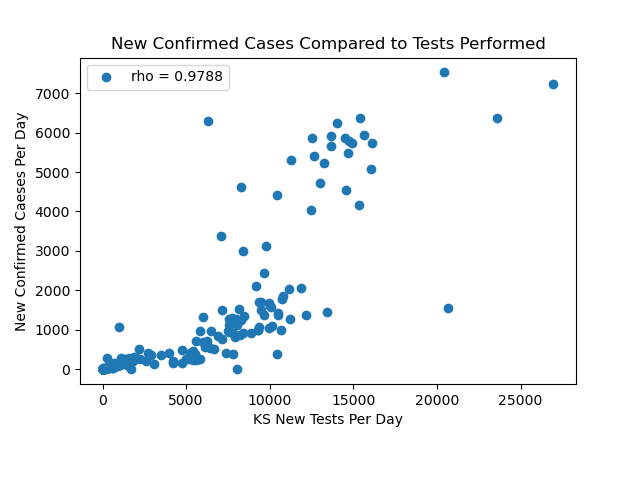 New Confirmed Cases Compared to Tests Performed
rho = 0.9788
New Confirmed Caeses Per Day
7000
6000
5000
4000
3000
2000
1000
0
0 5000 10000 15000 20000 25000
KS New Tests Per Day